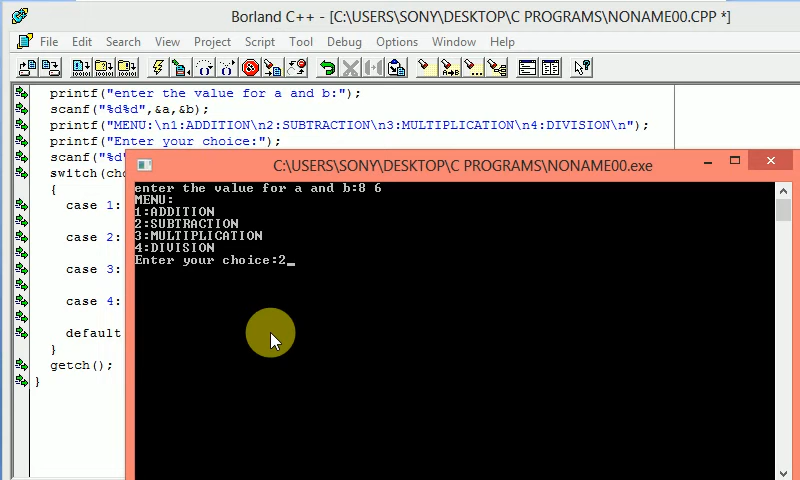 Borland C++ - [C:\USERS\SONY\DESKTOP\C PROGRAMS\NONAME00.CPP *]
File Edit Search View Project Script Tool Debug Options Window Help
printf("enter the value for a and b:");
scanf("%d%d",&a,&b);
printf("MENU:\n1:ADDITION\n2:SUBTRACTION\n3:MULTIPLICATION\n4:DIVISION\n");
printf("Enter your choice:");
scanf("%d"
switch(cho
{
case 1:
case 2:
case 3:
case 4:
default
}
getch();
}
C:\USERS\SONY\DESKTOP\C PROGRAMS\NONAME00.exe
enter the value for a and b:8 6
MENU:
1:ADDITION
2:SUBTRACTION
3:MULTIPLICATION
4:DIVISION
Enter your choice:2_